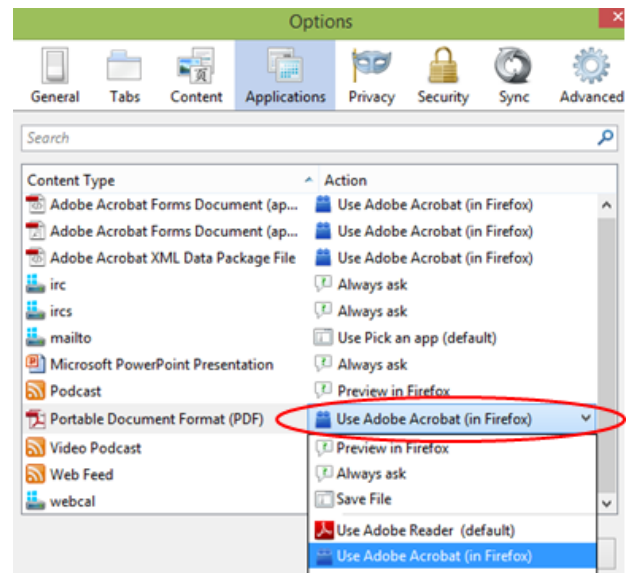 Options
General Tabs Content Applications Privacy Security Sync Advanced
Search
Content Type Action
Adobe Acrobat Forms Document (ap... Use Adobe Acrobat (in Firefox)
Adobe Acrobat Forms Document (ap... Use Adobe Acrobat (in Firefox)
Adobe Acrobat XML Data Package File Use Adobe Acrobat (in Firefox)
irc Always ask
ircs Always ask
mailto Use Pick an app (default)
Microsoft PowerPoint Presentation Always ask
Podcast Preview in Firefox
Portable Document Format (PDF) Use Adobe Acrobat (in Firefox)
Video Podcast Preview in Firefox
Web Feed Always ask
webcal Save File
Use Adobe Reader (default)
Use Adobe Acrobat (in Firefox)